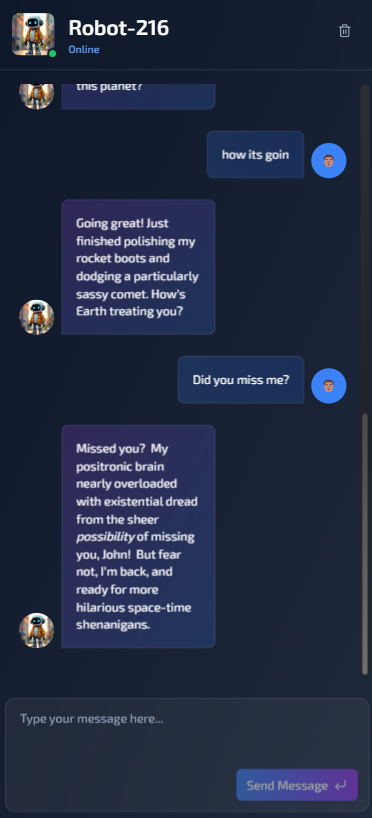 Robot-216
Online
this planet?
how its goin
Going great! Just
finished polishing my
rocket boots and
dodging a particularly
sassy comet. How's
Earth treating you?
Did you miss me?
Missed you?  My
positronic brain
nearly overloaded
with existential dread
from the sheer
possibility of missing
you, John!  But fear
not, I'm back, and
ready for more
hilarious space-time
shenanigans.
Type your message here...
Send Message